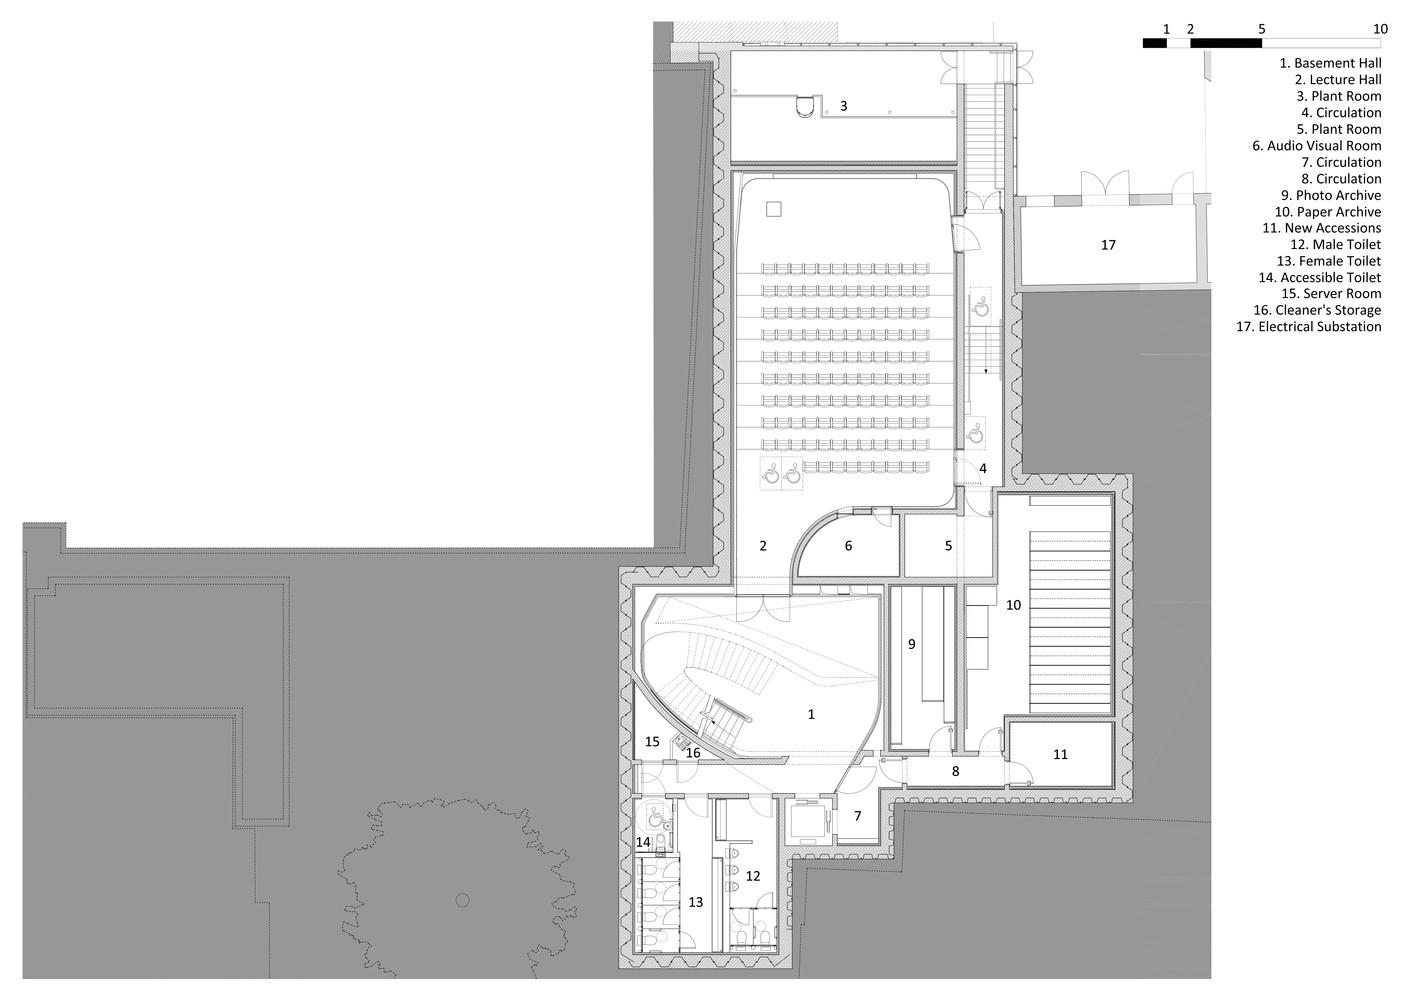 1 2 5 10
1. Basement Hall
2. Lecture Hall
3. Plant Room
4. Circulation
5. Plant Room
6. Audio Visual Room
7. Circulation
8. Circulation
9. Photo Archive
10. Paper Archive
11. New Accessions
12. Male Toilet
13. Female Toilet
14. Accessible Toilet
15. Server Room
16. Cleaner's Storage
17. Electrical Substation
3
17
4
2
6
5
10
9
1
15
16
11
8
7
14
12
13